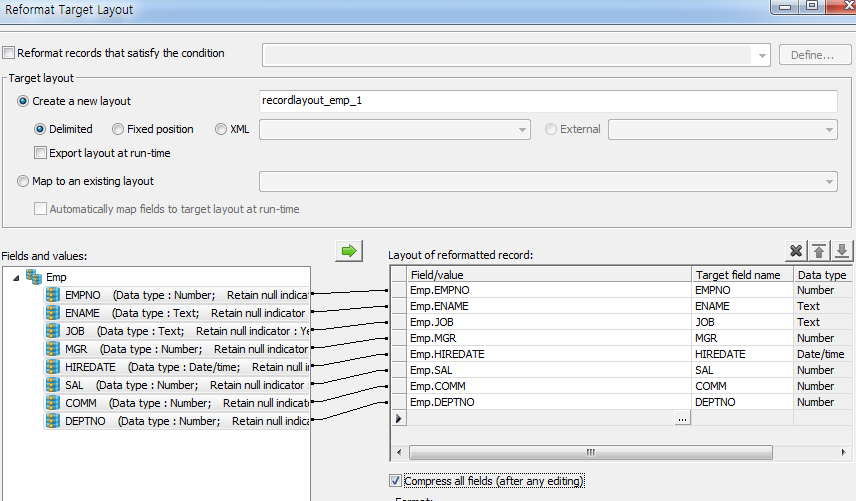 Reformat Target Layout
Reformat records that satisfy the condition
Define...
Target layout
Create a new layout
recordlayout_emp_1
Delimited Fixed position XML External
Export layout at run-time
Map to an existing layout
Automatically map fields to target layout at run-time
Fields and values:
Emp
EMPNO (Data type : Number; Retain null indica
ENAME (Data type : Text; Retain null indicator
JOB (Data type : Text; Retain null indicator : Ye
MGR (Data type : Number; Retain null indicat
HIREDATE (Data type : Date/time; Retain null i
SAL (Data type : Number; Retain null indicator
COMM (Data type : Number; Retain null indicat
DEPTNO (Data type : Number; Retain null indic
Layout of reformatted record:
Field/value Target field name Data type
Emp.EMPNO EMPNO Number
Emp.ENAME ENAME Text
Emp.JOB JOB Text
Emp.MGR MGR Number
Emp.HIREDATE HIREDATE Date/time
Emp.SAL SAL Number
Emp.COMM COMM Number
Emp.DEPTNO DEPTNO Number
...
Compress all fields (after any editing)
Format: